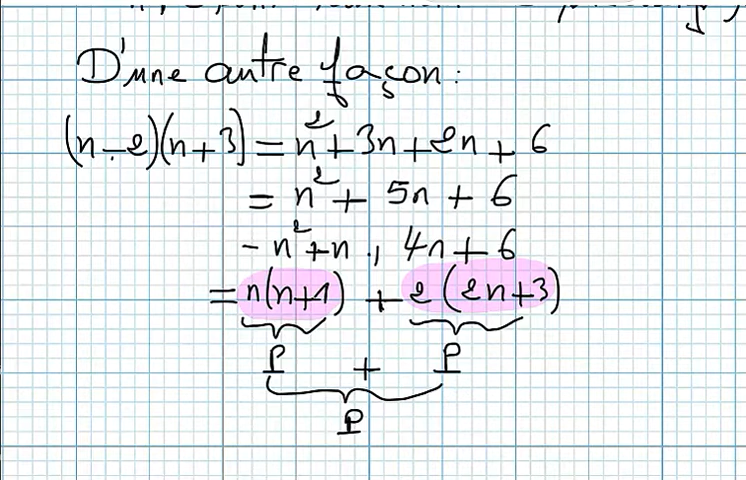 D'une autre façon:
(n-2)(n+3) = n²+3n+2n+6
= n² + 5n + 6
- n²+n , 4n+6
= n(n+1) + 2(2n+3)
P + P
P